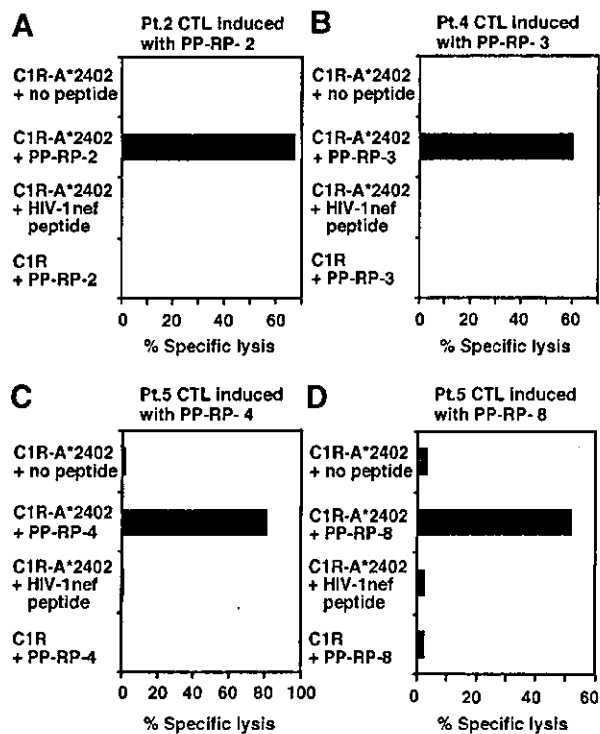 A
Pt.2 CTL induced
with PP-RP- 2
C1R-A*2402
+ no peptide
C1R-A*2402
+ PP-RP-2
C1R-A*2402
+ HIV-1nef
peptide
C1R
+ PP-RP-2
0 20 40 60
% Specific lysis
B
Pt.4 CTL induced
with PP-RP- 3
C1R-A*2402
+ no peptide
C1R-A*2402
+ PP-RP-3
C1R-A*2402
+ HIV-1nef
peptide
C1R
+ PP-RP-3
0 20 40 60
% Specific lysis
C
Pt.5 CTL induced
with PP-RP- 4
C1R-A*2402
+ no peptide
C1R-A*2402
+ PP-RP-4
C1R-A*2402
+ HIV-1nef
peptide
C1R
+ PP-RP-4
0 20 40 60 80 100
% Specific lysis
D
Pt.5 CTL induced
with PP-RP- 8
C1R-A*2402
+ no peptide
C1R-A*2402
+ PP-RP-8
C1R-A*2402
+ HIV-1nef
peptide
C1R
+ PP-RP-8
0 20 40 60
% Specific lysis